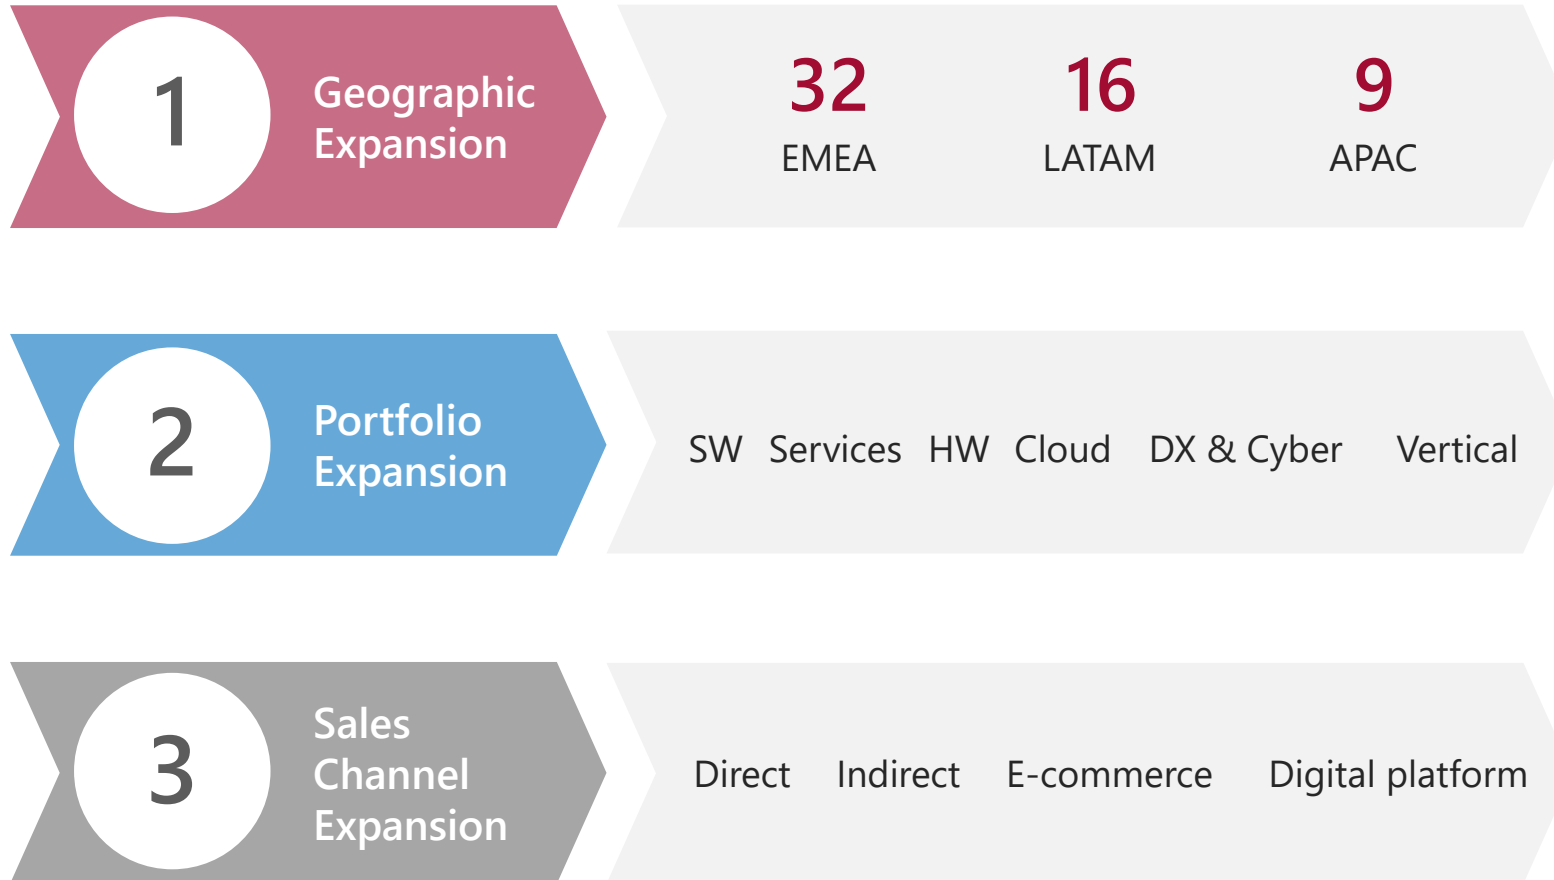 1
Geographic
Expansion
32 16 9
EMEA LATAM APAC
2
Portfolio
Expansion
SW Services HW Cloud DX & Cyber Vertical
3
Sales
Channel
Expansion
Direct Indirect E-commerce Digital platform